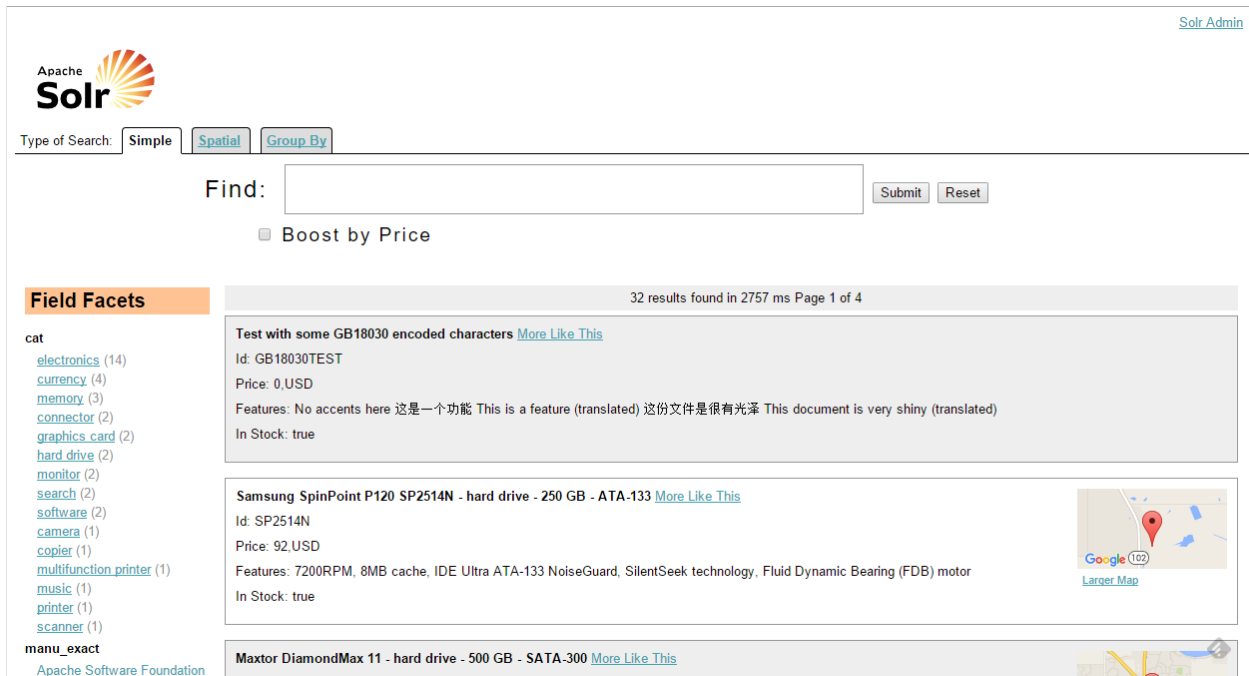 Solr Admin
Apache
Solr
Type of Search: Simple Spatial Group By
Find: Submit Reset
Boost by Price
Field Facets
32 results found in 2757 ms Page 1 of 4
cat
electronics (14)
currency (4)
memory (3)
connector (2)
graphics card (2)
hard drive (2)
monitor (2)
search (2)
software (2)
camera (1)
copier (1)
multifunction printer (1)
music (1)
printer (1)
scanner (1)
manu_exact
Apache Software Foundation
Test with some GB18030 encoded characters More Like This
Id: GB18030TEST
Price: 0,USD
Features: No accents here 这是一个功能 This is a feature (translated) 这份文件是很有光泽 This document is very shiny (translated)
In Stock: true
Samsung SpinPoint P120 SP2514N - hard drive - 250 GB - ATA-133 More Like This
Id: SP2514N
Price: 92,USD
Features: 7200RPM, 8MB cache, IDE Ultra ATA-133 NoiseGuard, SilentSeek technology, Fluid Dynamic Bearing (FDB) motor
In Stock: true
Google 102
Larger Map
Maxtor DiamondMax 11 - hard drive - 500 GB - SATA-300 More Like This